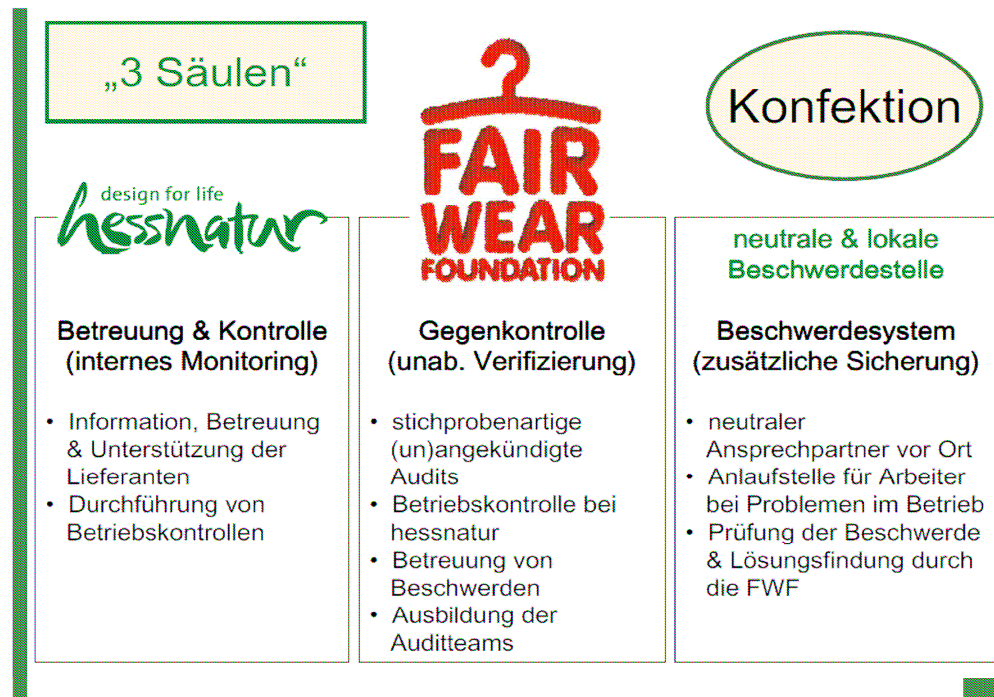 „3 Säulen“
Konfektion
design for life
hessnatur
Betreuung & Kontrolle
(internes Monitoring)
• Information, Betreuung
& Unterstützung der
Lieferanten
• Durchführung von
Betriebskontrollen
FAIR
WEAR
FOUNDATION
Gegenkontrolle
(unab. Verifizierung)
• stichprobenartige
(un)angekündigte
Audits
• Betriebskontrolle bei
hessnatur
• Betreuung von
Beschwerden
• Ausbildung der
Auditteams
neutrale & lokale
Beschwerdestelle
Beschwerdesystem
(zusätzliche Sicherung)
• neutraler
Ansprechpartner vor Ort
• Anlaufstelle für Arbeiter
bei Problemen im Betrieb
• Prüfung der Beschwerde
& Lösungsfindung durch
die FWF